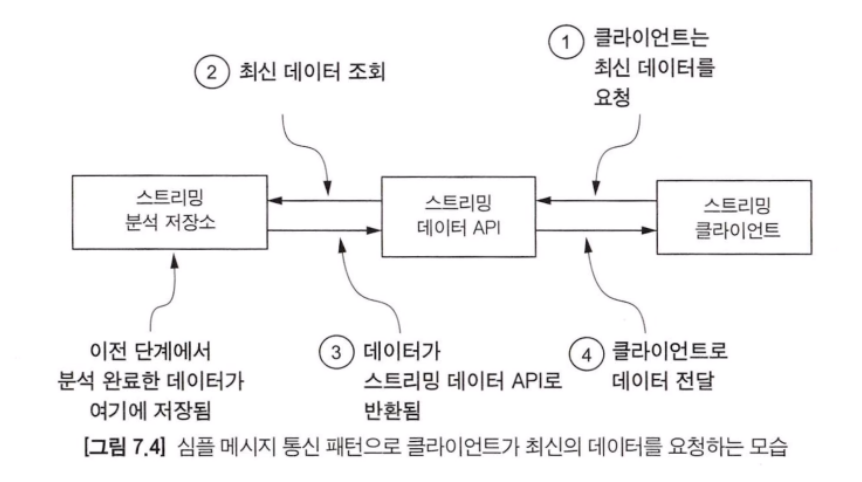 ① 클라이언트는
최신 데이터를
요청
② 최신 데이터 조회
스트리밍
분석 저장소
스트리밍
데이터 API
스트리밍
클라이언트
이전 단계에서
분석 완료한 데이터가
여기에 저장됨
③ 데이터가
스트리밍 데이터 API로
반환됨
④ 클라이언트로
데이터 전달
[그림 7.4] 심플 메시지 통신 패턴으로 클라이언트가 최신의 데이터를 요청하는 모습